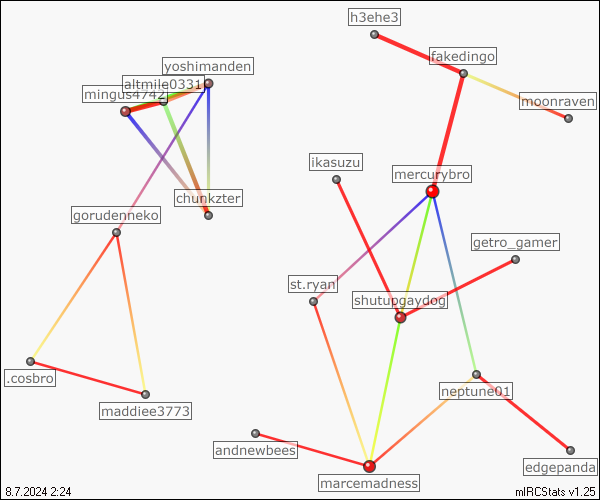 h3ehe3
fakedingo
yoshimanden
altmile0331
mingus4742
moonraven
ikasuzu
mercurybro
chunkzter
gorudenneko
getro_gamer
st.ryan
shutupgaydog
.cosbro
neptune01
maddiee3773
andnewbees
edgepanda
marcemadness
8.7.2024 2:24
mIRCStats v1.25